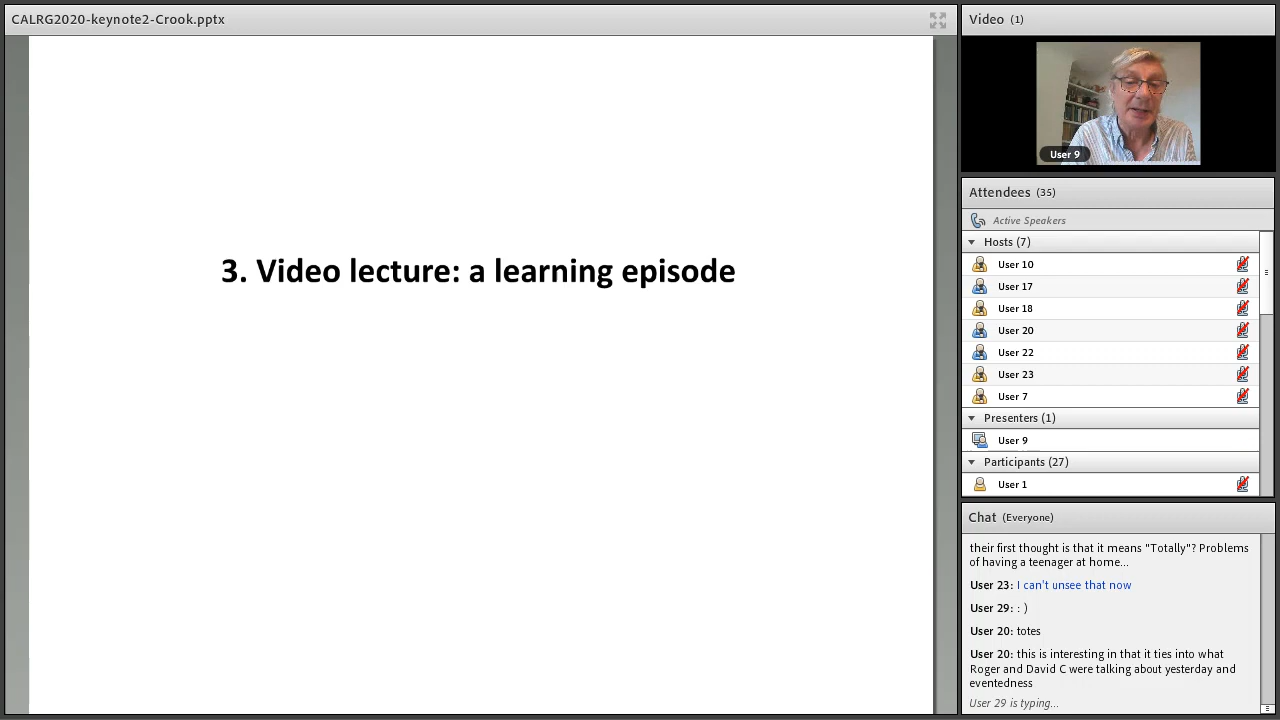 CALRG2020-keynote2-Crook.pptx
3. Video lecture: a learning episode
Video (1)
User 9
Attendees (35)
Active Speakers
Hosts (7)
User 10
User 17
User 18
User 20
User 22
User 23
User 7
Presenters (1)
User 9
Participants (27)
User 1
Chat (Everyone)
their first thought is that it means "Totally"? Problems
of having a teenager at home...
User 23: I can't unsee that now
User 29: : )
User 20: totes
User 20: this is interesting in that it ties into what
Roger and David C were talking about yesterday and
eventedness
User 29 is typing...